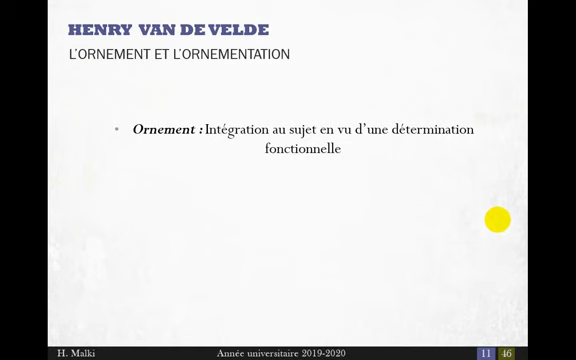 HENRY VAN DE VELDE
L'ORNEMENT ET L'ORNEMENTATION
• Ornement : Intégration au sujet en vu d'une détermination
fonctionnelle
H. Malki Année universitaire 2019-2020 11 46